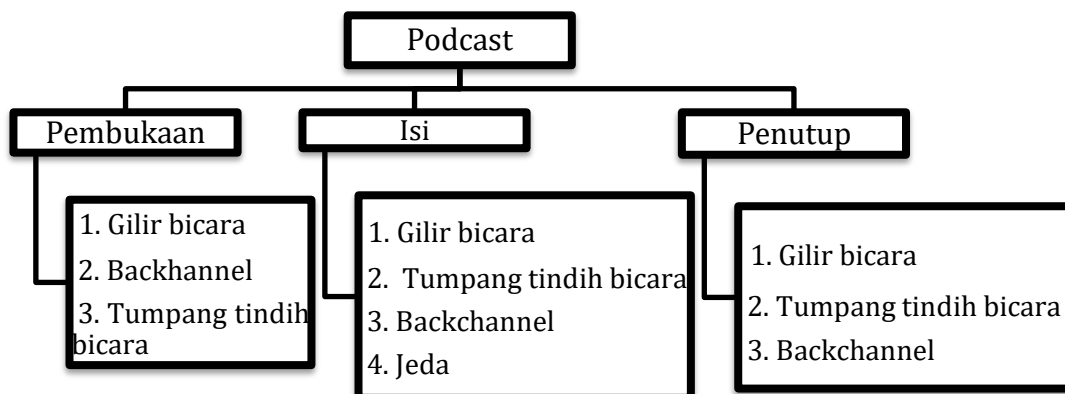 Podcast
Pembukaan
Isi
Penutup
1. Gilir bicara
2. Backhannel
3. Tumpang tindih
bicara
1. Gilir bicara
2. Tumpang tindih bicara
3. Backchannel
4. Jeda
1. Gilir bicara
2. Tumpang tindih bicara
3. Backchannel